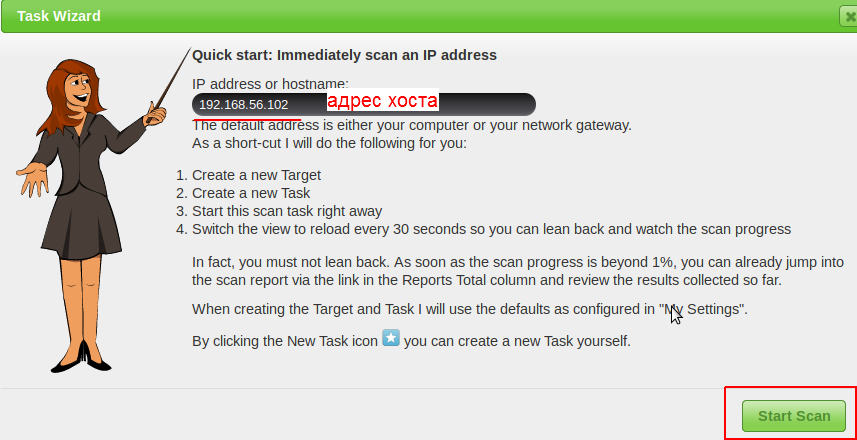 Task Wizard
Quick start: Immediately scan an IP address
IP address or hostname:
192.168.56.102 адрес хоста
The default address is either your computer or your network gateway.
As a short-cut I will do the following for you:
1. Create a new Target
2. Create a new Task
3. Start this scan task right away
4. Switch the view to reload every 30 seconds so you can lean back and watch the scan progress
In fact, you must not lean back. As soon as the scan progress is beyond 1%, you can already jump into
the scan report via the link in the Reports Total column and review the results collected so far.
When creating the Target and Task I will use the defaults as configured in "My Settings".
By clicking the New Task icon you can create a new Task yourself.
Start Scan